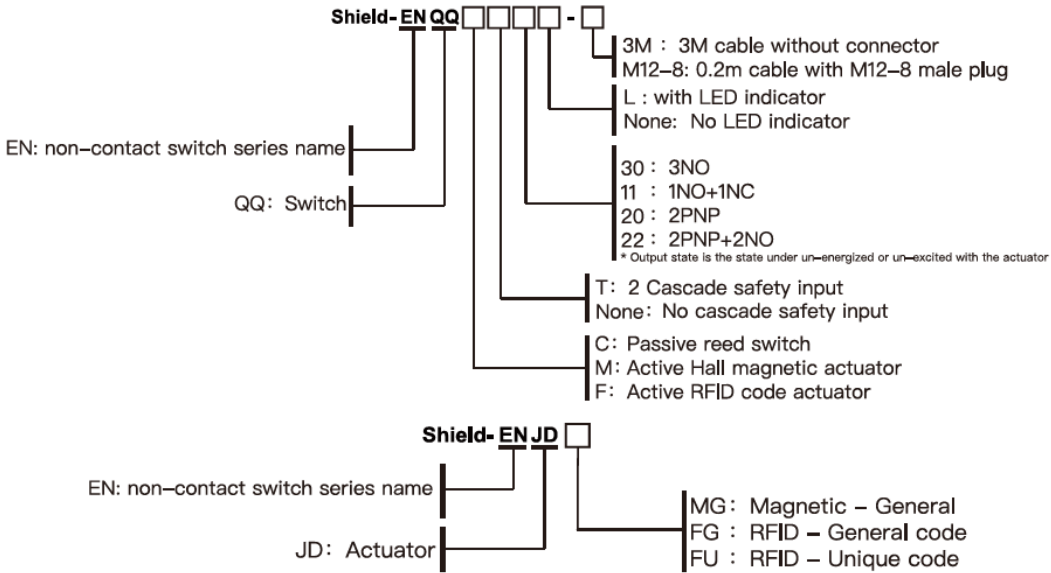 Shield- EN QQ□□□□ - □
3M : 3M cable without connector
M12-8: 0.2m cable with M12-8 male plug
L : with LED indicator
None: No LED indicator
EN: non-contact switch series name
30 : 3NO
11 : 1NO+1NC
20 : 2PNP
22 : 2PNP+2NO
* Output state is the state under un-energized or un-excited with the actuator
QQ: Switch
T: 2 Cascade safety input
None: No cascade safety input
C: Passive reed switch
M: Active Hall magnetic actuator
F: Active RFID code actuator
Shield- EN JD □
EN: non-contact switch series name
JD: Actuator
MG: Magnetic - General
FG : RFID - General code
FU : RFID - Unique code